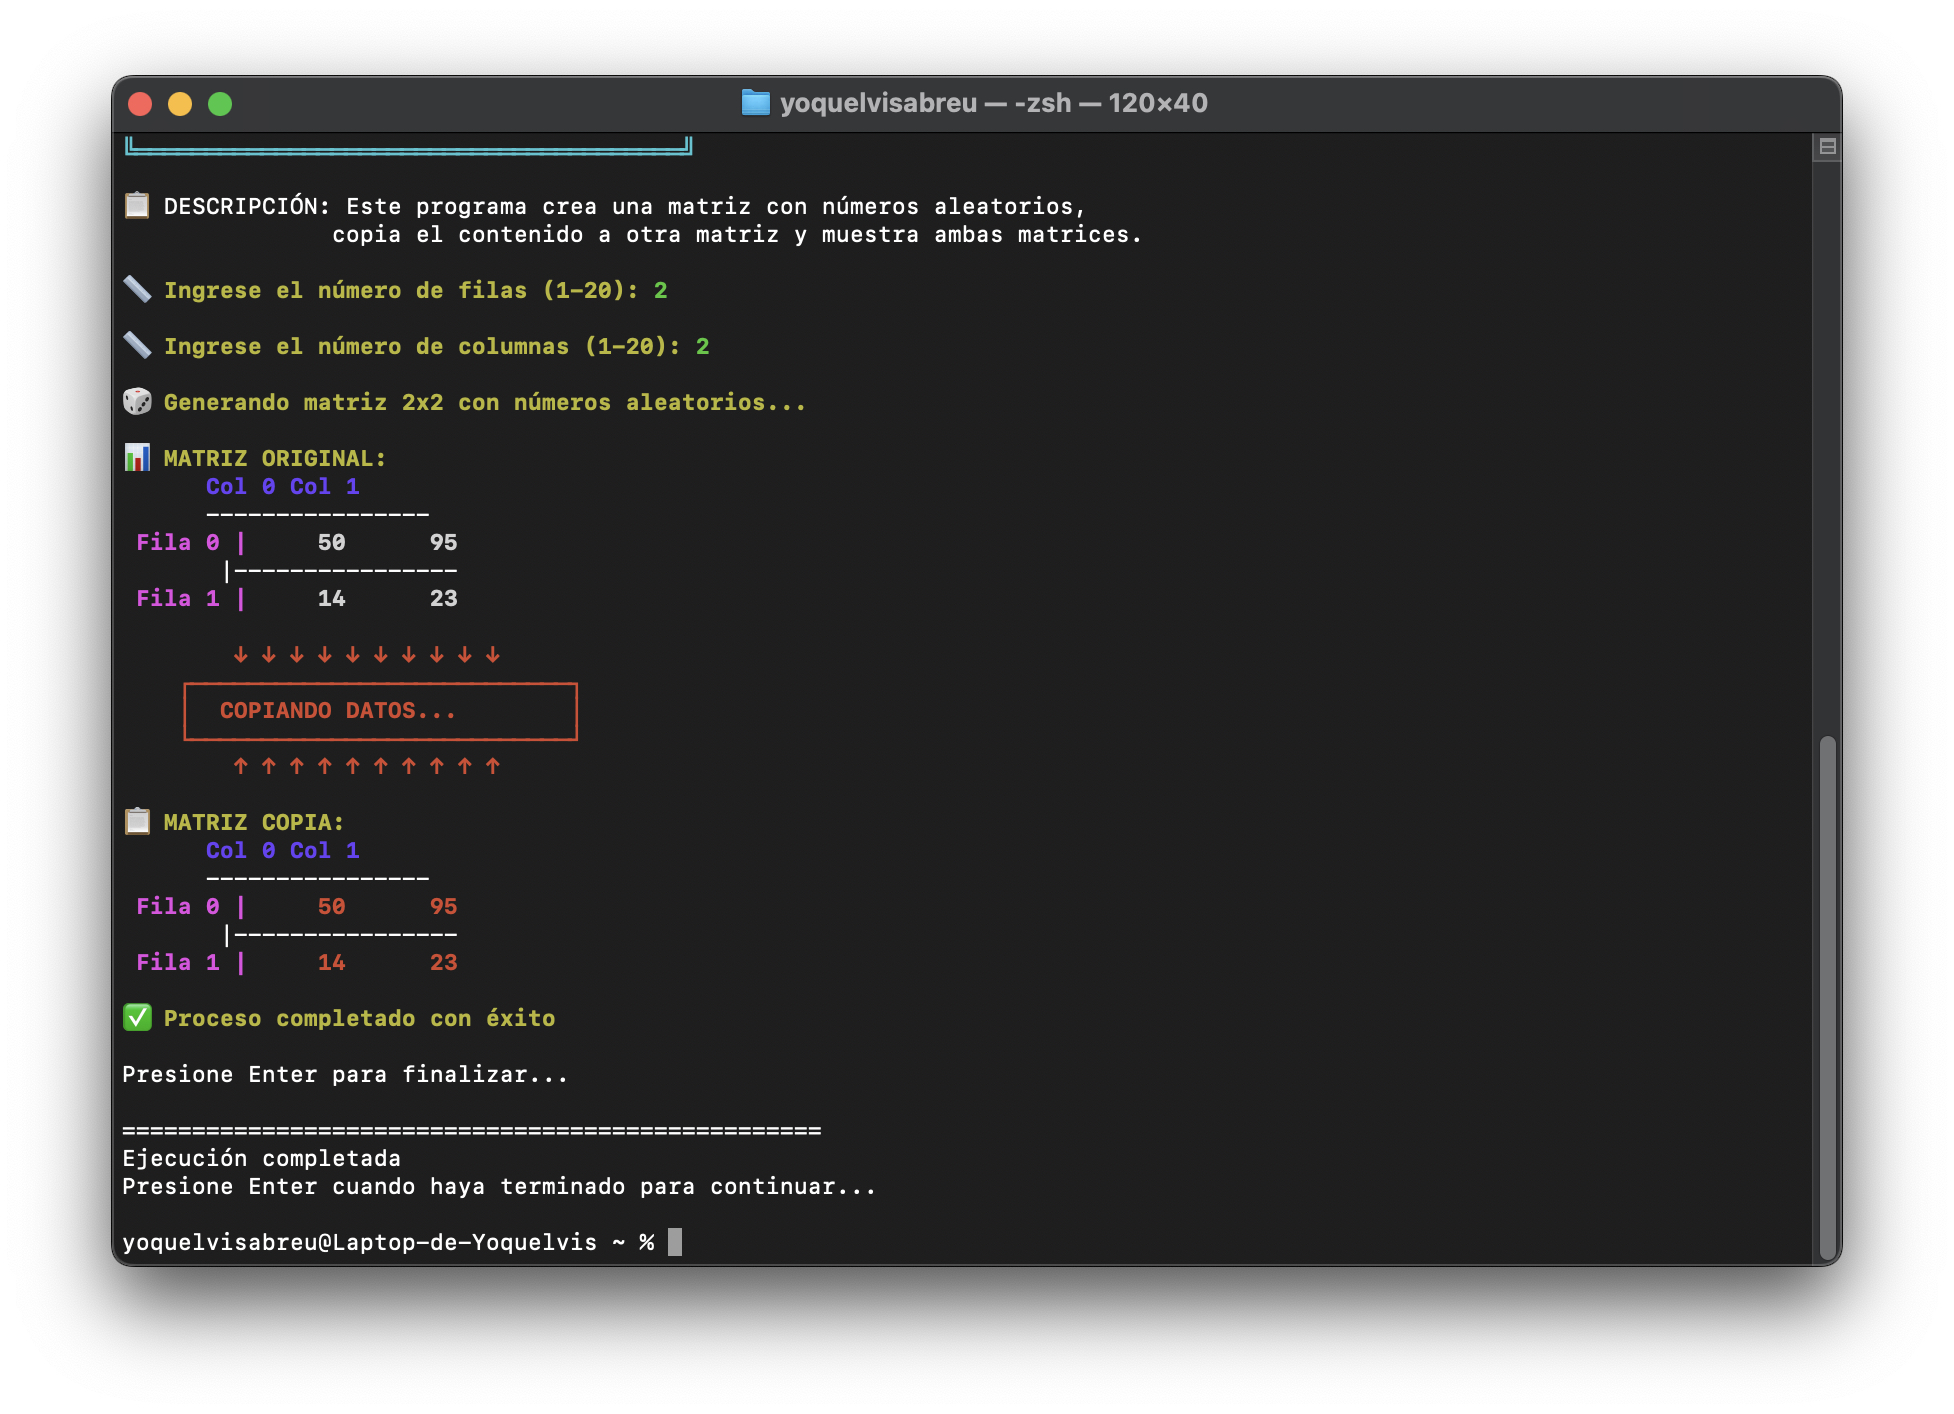 yoquelvisabreu — -zsh — 120×40
DESCRIPCIÓN: Este programa crea una matriz con números aleatorios,
copia el contenido a otra matriz y muestra ambas matrices.
Ingrese el número de filas (1-20): 2
Ingrese el número de columnas (1-20): 2
Generando matriz 2x2 con números aleatorios...
MATRIZ ORIGINAL:
Col 0 Col 1
----------------
Fila 0 | 50 95
|----------------
Fila 1 | 14 23
↓ ↓ ↓ ↓ ↓ ↓ ↓ ↓ ↓ ↓
COPIANDO DATOS...
↑ ↑ ↑ ↑ ↑ ↑ ↑ ↑ ↑ ↑
MATRIZ COPIA:
Col 0 Col 1
----------------
Fila 0 | 50 95
|----------------
Fila 1 | 14 23
✅ Proceso completado con éxito
Presione Enter para finalizar...
==================================================
Ejecución completada
Presione Enter cuando haya terminado para continuar...
yoquelvisabreu@Laptop-de-Yoquelvis ~ %